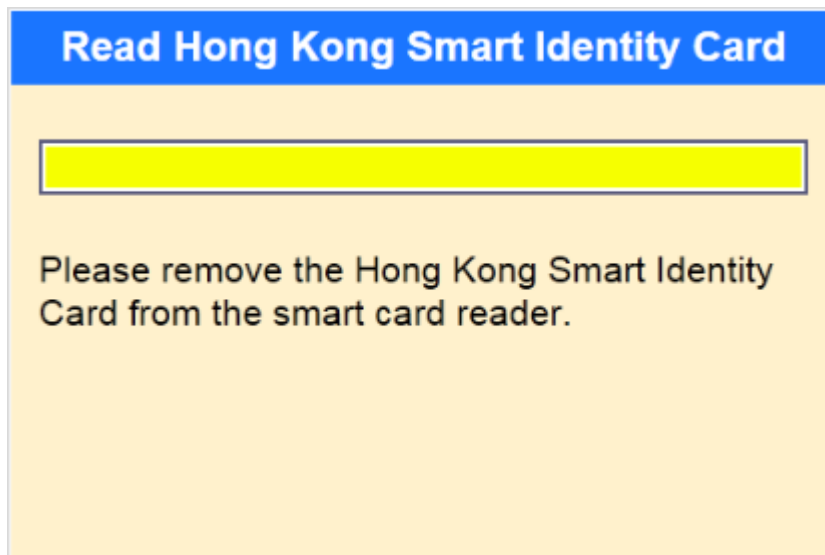 Read Hong Kong Smart Identity Card
Please remove the Hong Kong Smart Identity
Card from the smart card reader.